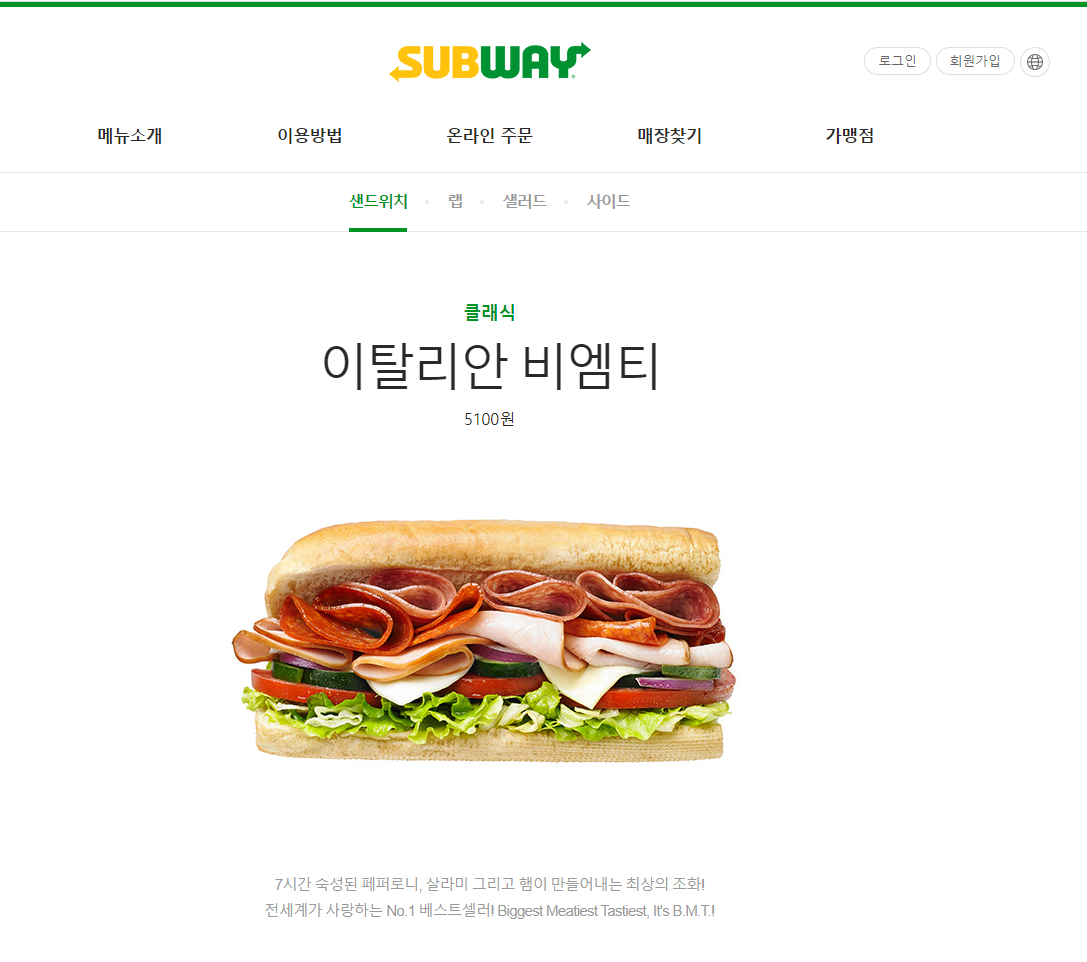 SUBWAY
로그인
회원가입
메뉴소개
이용방법
온라인 주문
매장찾기
가맹점
샌드위치
랩
샐러드
사이드
클래식
이탈리안 비엠티
5100원
7시간 숙성된 페퍼로니, 살라미 그리고 햄이 만들어내는 최상의 조화!
전세계가 사랑하는 No.1 베스트셀러! Biggest Meatiest Tastiest, It's B.M.T.!